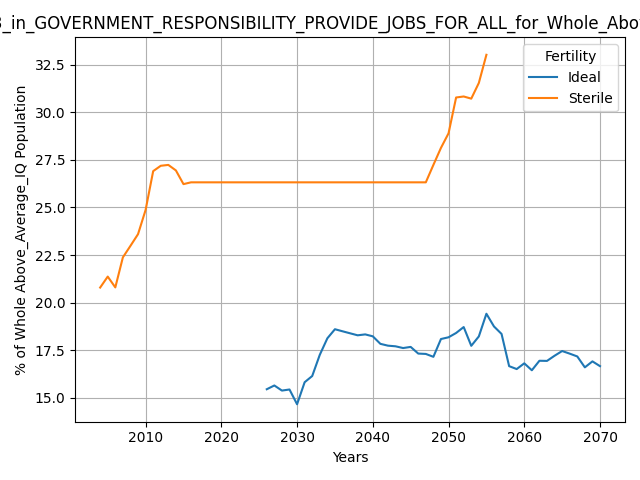 _in_GOVERNMENT_RESPONSIBILITY_PROVIDE_JOBS_FOR_ALL_for_Whole_Abo
% of Whole Above_Average_IQ Population
32.5
30.0
27.5
25.0
22.5
20.0
17.5
15.0
Fertility
Ideal
Sterile
2010 2020 2030 2040 2050 2060 2070
Years